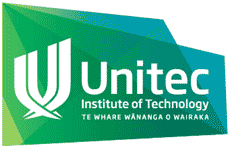 Unitec
Institute of Technology
TE WHARE WĀNANGA O WAIRAKA